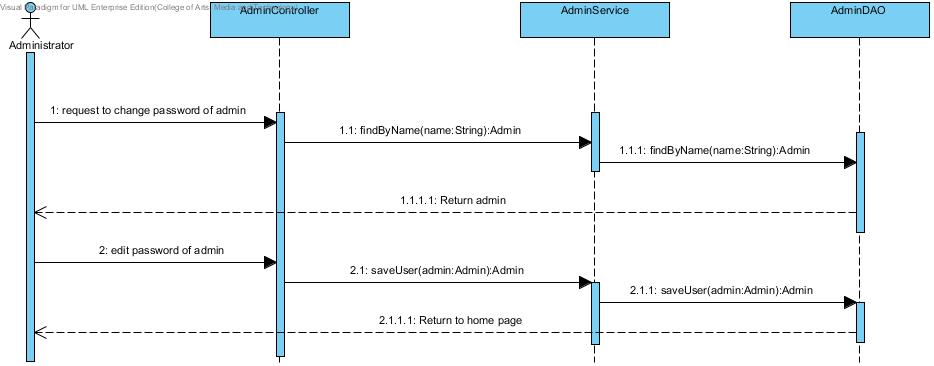 Visual Paradigm for UML Enterprise Edition(College of Arts, Media and
AdminController
AdminService
AdminDAO
Administrator
1: request to change password of admin
1.1: findByName(name:String):Admin
1.1.1: findByName(name:String):Admin
1.1.1.1: Return admin
2: edit password of admin
2.1: saveUser(admin:Admin):Admin
2.1.1: saveUser(admin:Admin):Admin
2.1.1.1: Return to home page